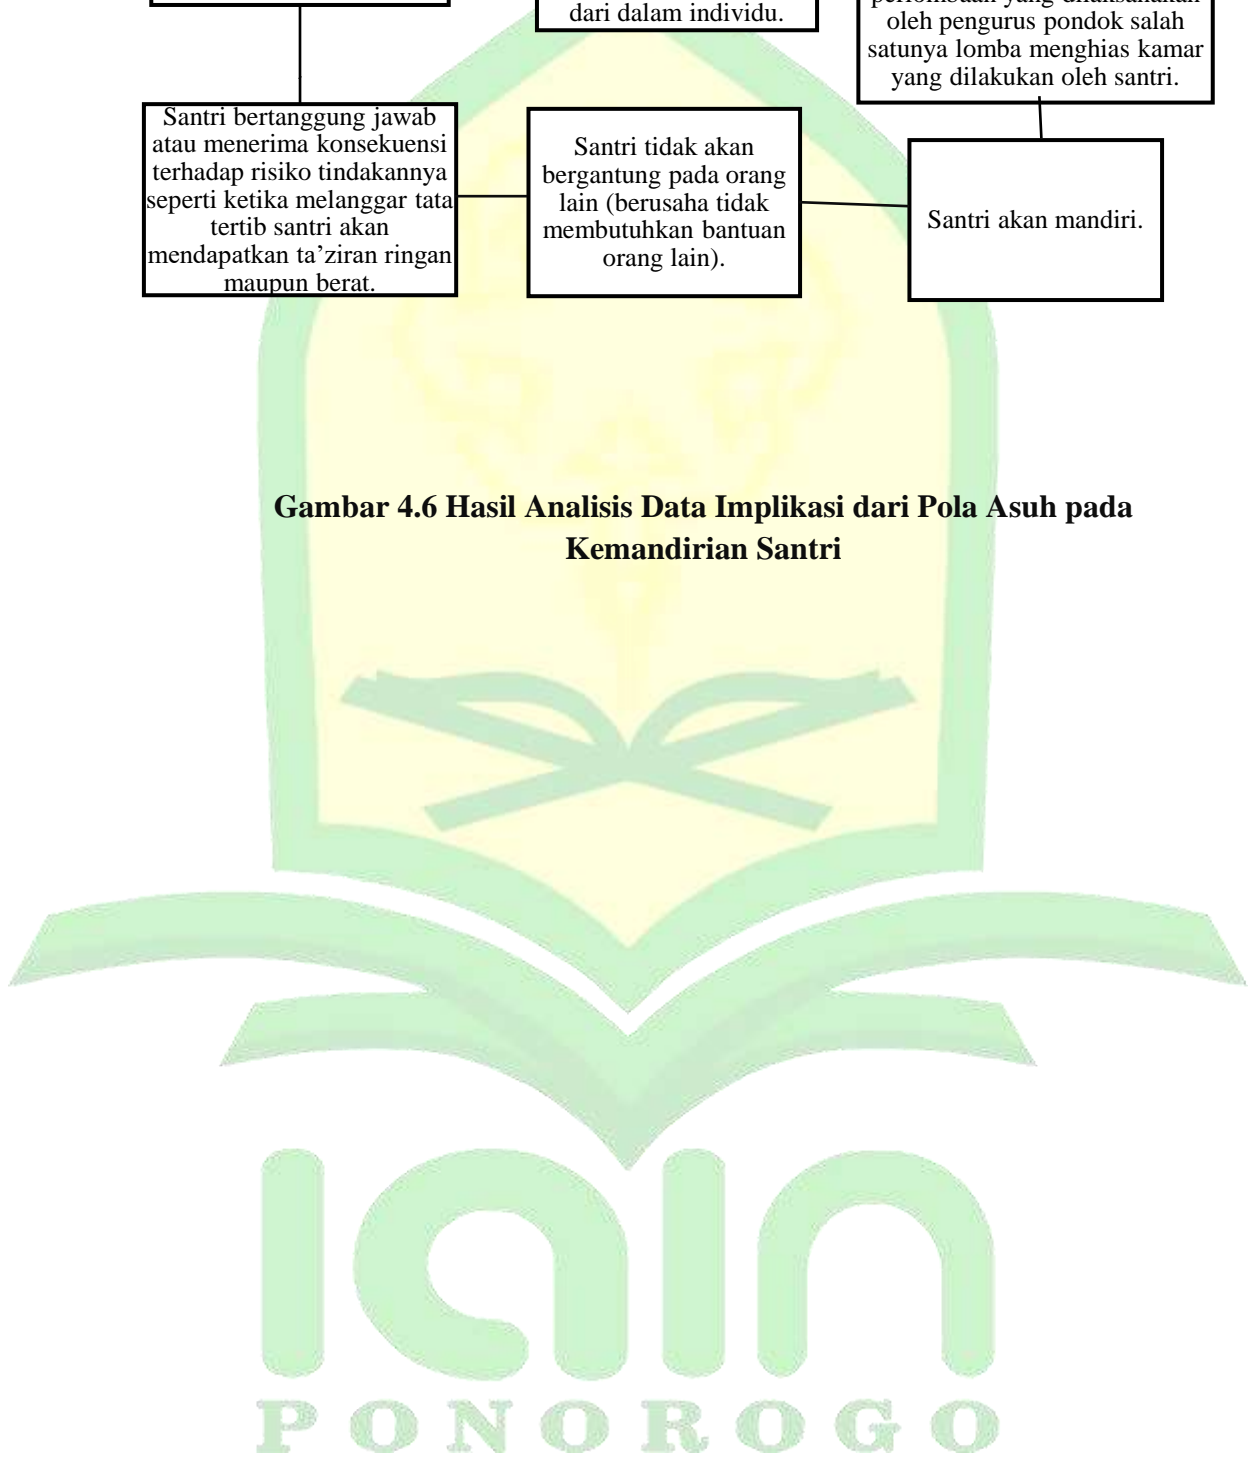 dari dalam individu.
yang dilaksanakan
oleh pengurus pondok salah
satunya lomba menghias kamar
yang dilakukan oleh santri.
Santri bertanggung jawab
atau menerima konsekuensi
terhadap risiko tindakannya
seperti ketika melanggar tata
tertib santri akan
mendapatkan ta’ziran ringan
maupun berat.
Santri tidak akan
bergantung pada orang
lain (berusaha tidak
membutuhkan bantuan
orang lain).
Santri akan mandiri.
Gambar 4.6 Hasil Analisis Data Implikasi dari Pola Asuh pada
Kemandirian Santri
iain
PONOROGO